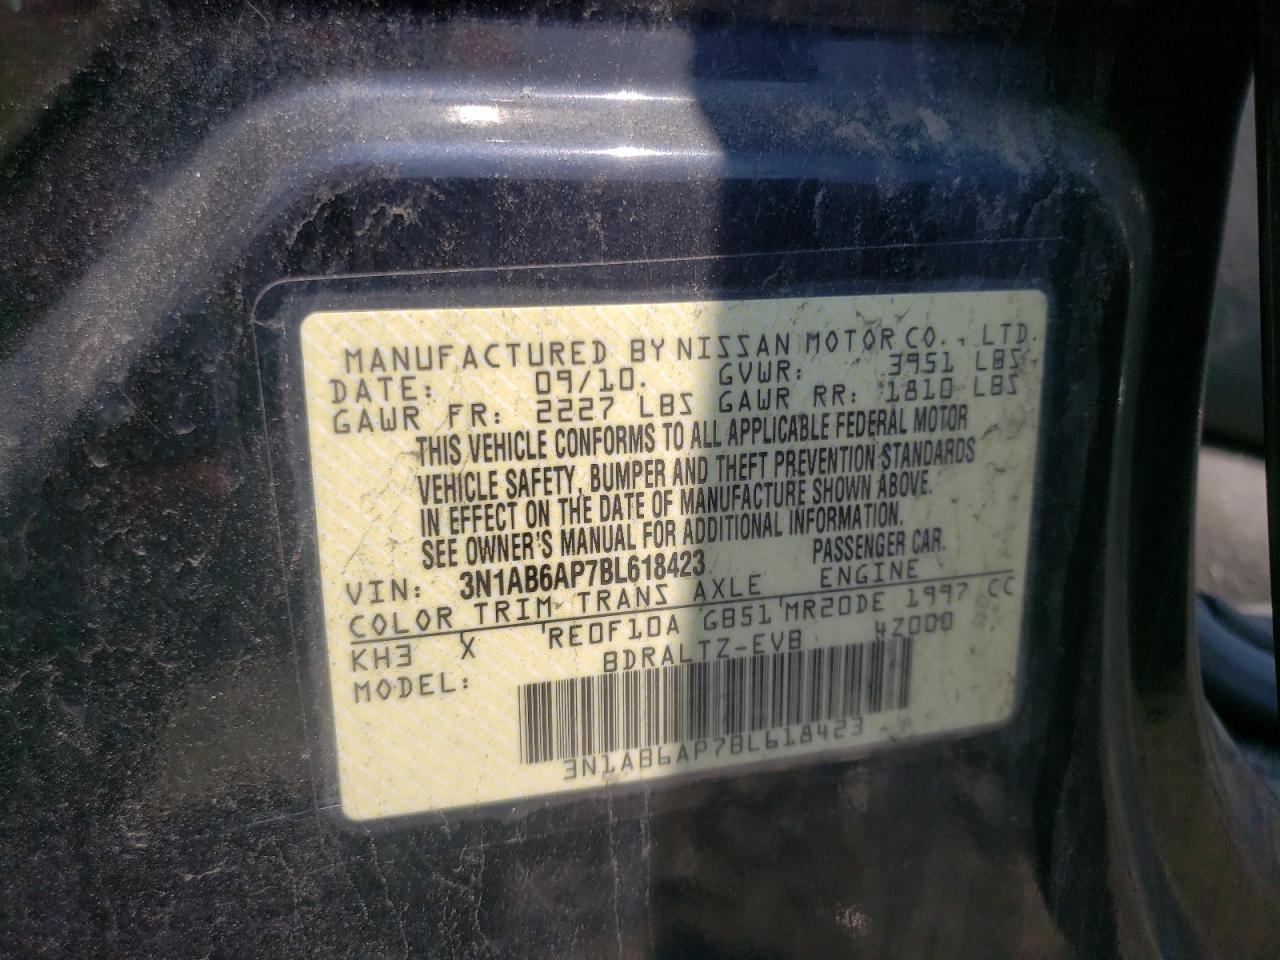 MANUFACTURED BY NISSAN MOTOR CO., LTD.
DATE: 09/10. GVWR: 3951 LBS
GAWR FR: 2227 LBS GAWR RR: 1810 LBS
THIS VEHICLE CONFORMS TO ALL APPLICABLE FEDERAL MOTOR
VEHICLE SAFETY, BUMPER AND THEFT PREVENTION STANDARDS
IN EFFECT ON THE DATE OF MANUFACTURE SHOWN ABOVE.
SEE OWNER'S MANUAL FOR ADDITIONAL INFORMATION.
VIN: 3N1AB6AP7BL618423 PASSENGER CAR.
COLOR TRIM TRANS AXLE ENGINE
KH3 X RE0F10A GB51 MR20DE 1997 CC
MODEL: BDRALTZ-EVB 4Z000
3N1AB6AP7BL618423